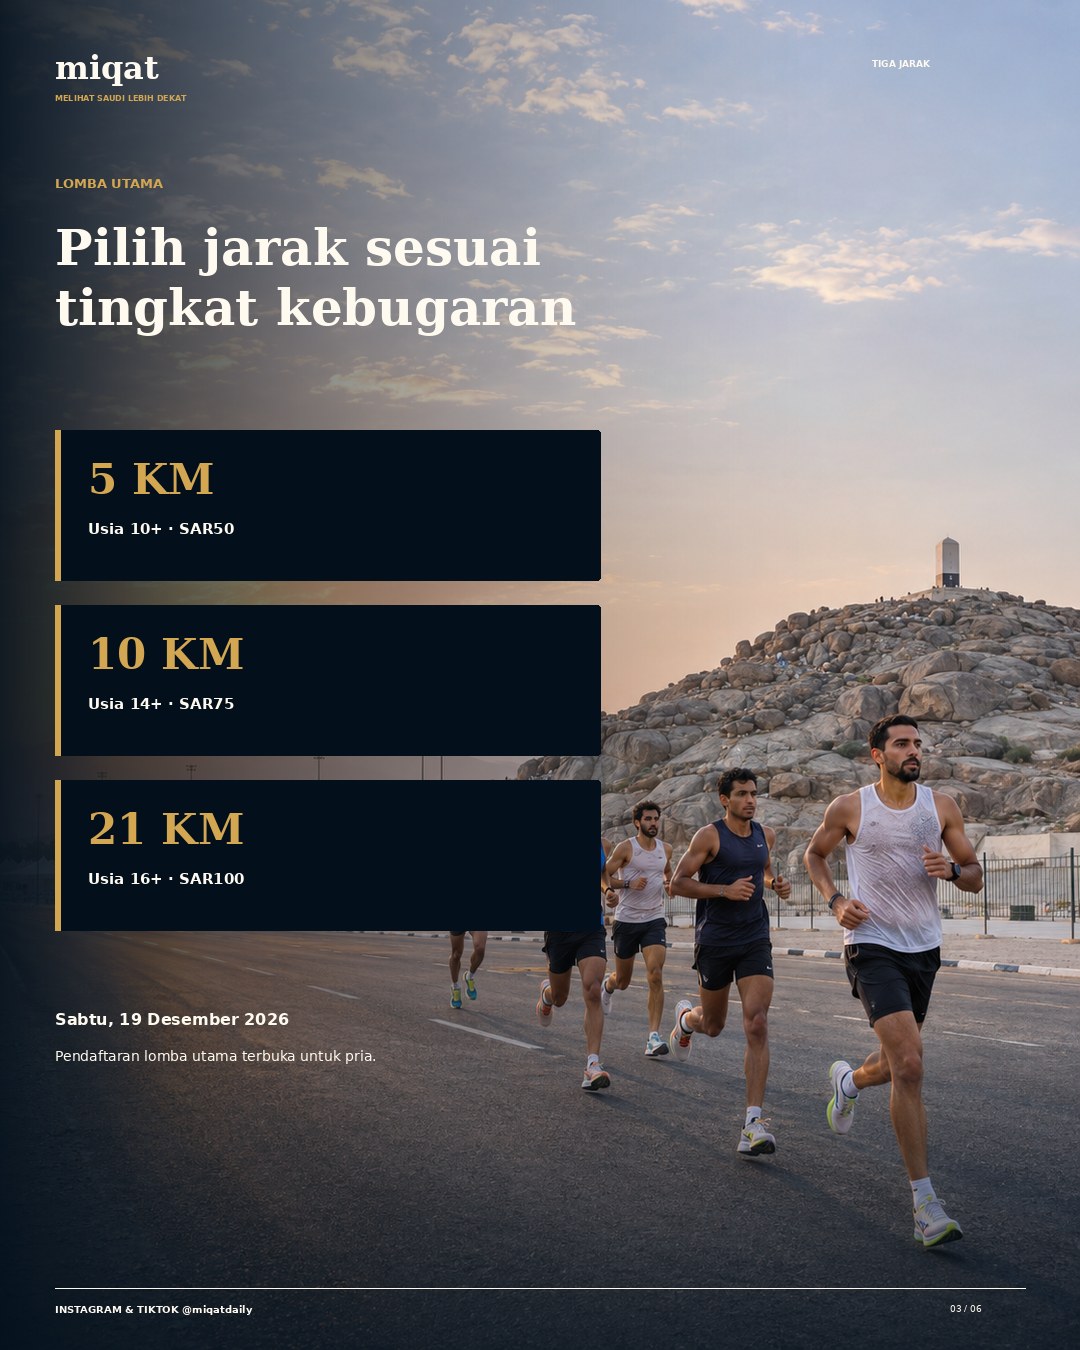 miqat
MELIHAT SAUDI LEBIH DEKAT
TIGA JARAK
LOMBA UTAMA
Pilih jarak sesuai
tingkat kebugaran
5 KM
Usia 10+ · SAR50
10 KM
Usia 14+ · SAR75
21 KM
Usia 16+ · SAR100
Sabtu, 19 Desember 2026
Pendaftaran lomba utama terbuka untuk pria.
INSTAGRAM & TIKTOK @miqatdaily
03 / 06